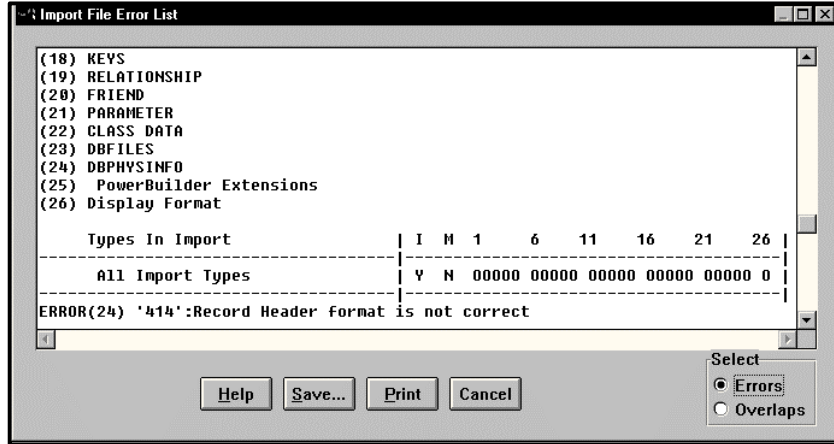 Import File Error List
(18) KEYS
(19) RELATIONSHIP
(20) FRIEND
(21) PARAMETER
(22) CLASS DATA
(23) DBFILES
(24) DBPHYSINFO
(25)  PowerBuilder Extensions
(26) Display Format
Types In Import | I M 1 6 11 16 21 26 |
All Import Types | Y N 00000 00000 00000 00000 00000 0 |
ERROR(24) '414':Record Header format is not correct
Select
Errors
Overlaps
Help Save... Print Cancel